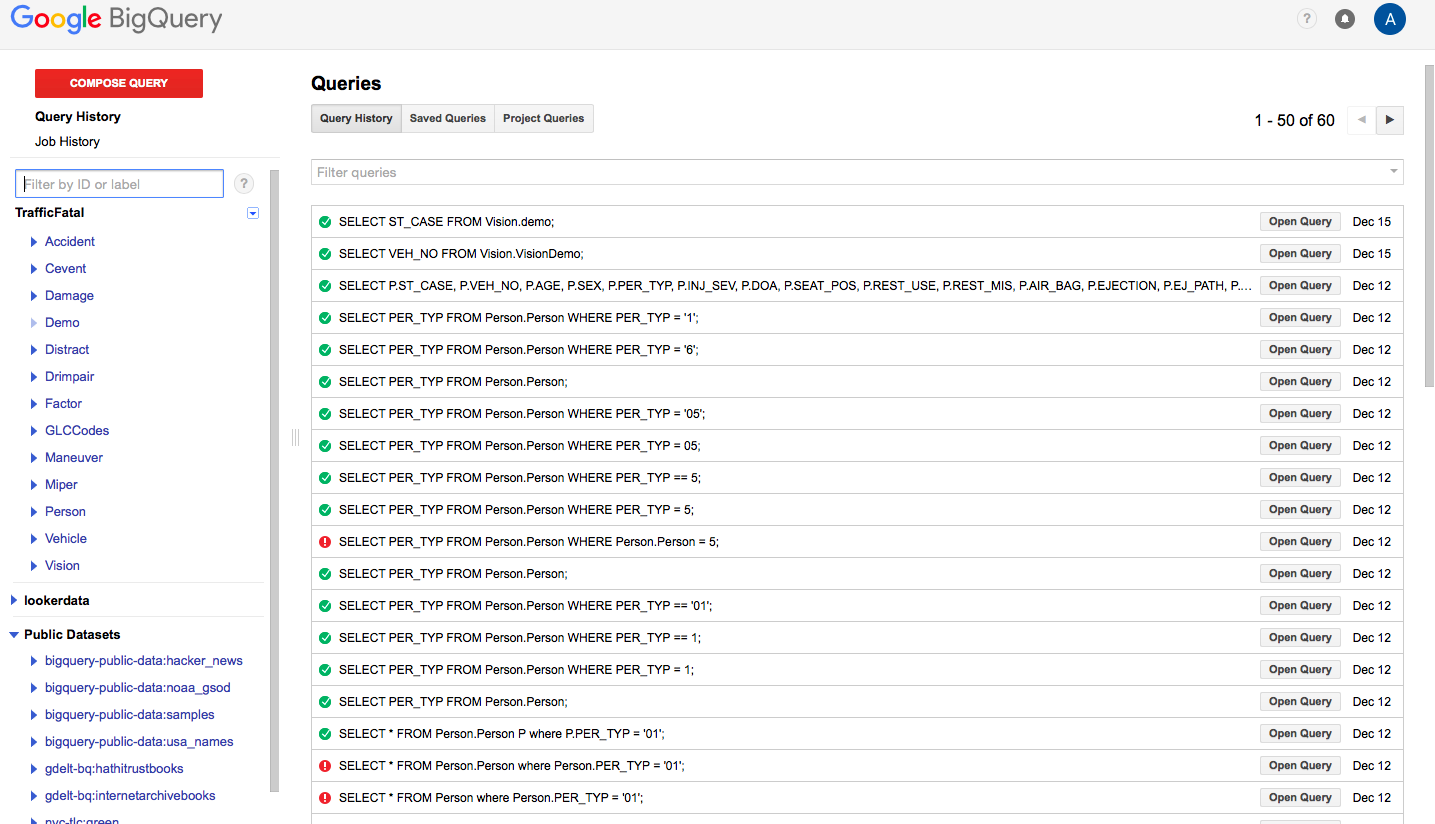 Google BigQuery
?
A
COMPOSE QUERY
Query History
Job History
Filter by ID or label
?
TrafficFatal
Accident
Cevent
Damage
Demo
Distract
Drimpair
Factor
GLCCodes
Maneuver
Miper
Person
Vehicle
Vision
lookerdata
Public Datasets
bigquery-public-data:hacker_news
bigquery-public-data:noaa_gsod
bigquery-public-data:samples
bigquery-public-data:usa_names
gdelt-bq:hathitrustbooks
gdelt-bq:internetarchivebooks
nyc-tlc:green
Queries
Query History Saved Queries Project Queries
1 - 50 of 60
Filter queries
SELECT ST_CASE FROM Vision.demo; Open Query Dec 15
SELECT VEH_NO FROM Vision.VisionDemo; Open Query Dec 15
SELECT P.ST_CASE, P.VEH_NO, P.AGE, P.SEX, P.PER_TYP, P.INJ_SEV, P.DOA, P.SEAT_POS, P.REST_USE, P.REST_MIS, P.AIR_BAG, P.EJECTION, P.EJ_PATH, P.... Open Query Dec 12
SELECT PER_TYP FROM Person.Person WHERE PER_TYP = '1'; Open Query Dec 12
SELECT PER_TYP FROM Person.Person WHERE PER_TYP = '6'; Open Query Dec 12
SELECT PER_TYP FROM Person.Person; Open Query Dec 12
SELECT PER_TYP FROM Person.Person WHERE PER_TYP = '05'; Open Query Dec 12
SELECT PER_TYP FROM Person.Person WHERE PER_TYP = 05; Open Query Dec 12
SELECT PER_TYP FROM Person.Person WHERE PER_TYP == 5; Open Query Dec 12
SELECT PER_TYP FROM Person.Person WHERE PER_TYP = 5; Open Query Dec 12
SELECT PER_TYP FROM Person.Person WHERE Person.Person = 5; Open Query Dec 12
SELECT PER_TYP FROM Person.Person; Open Query Dec 12
SELECT PER_TYP FROM Person.Person WHERE PER_TYP == '01'; Open Query Dec 12
SELECT PER_TYP FROM Person.Person WHERE PER_TYP == 1; Open Query Dec 12
SELECT PER_TYP FROM Person.Person WHERE PER_TYP = 1; Open Query Dec 12
SELECT PER_TYP FROM Person.Person; Open Query Dec 12
SELECT * FROM Person.Person P where P.PER_TYP = '01'; Open Query Dec 12
SELECT * FROM Person.Person where Person.PER_TYP = '01'; Open Query Dec 12
SELECT * FROM Person where Person.PER_TYP = '01'; Open Query Dec 12